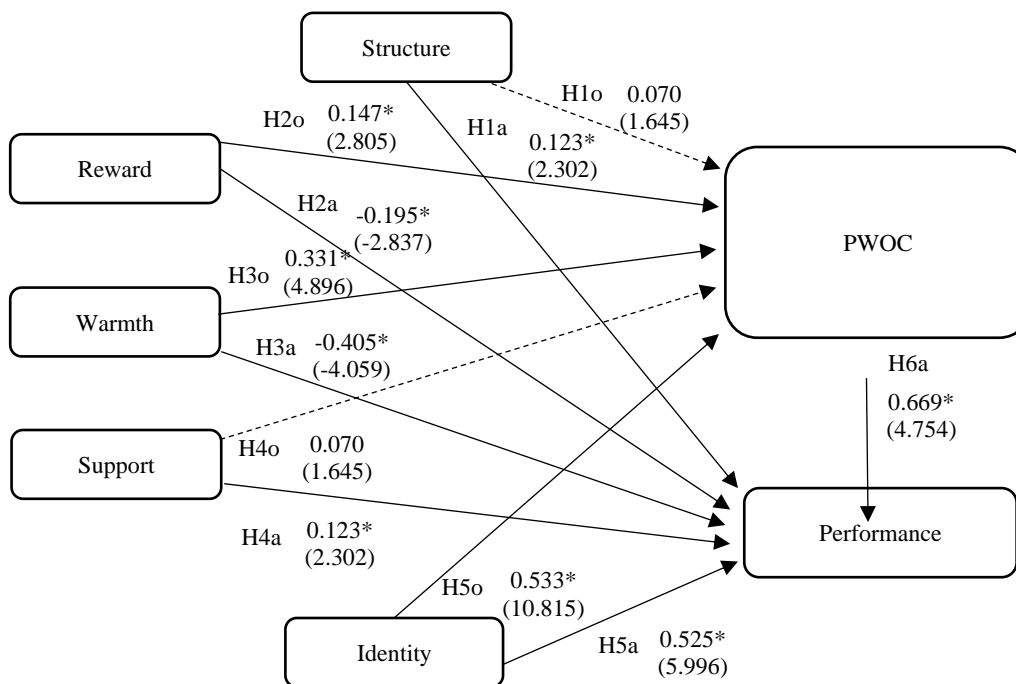 Structure
H1o 0.070
(1.645)
H2o 0.147*
(2.805)
H1a 0.123*
(2.302)
Reward
H2a -0.195*
(-2.837)
PWOC
H3o 0.331*
(4.896)
Warmth
H3a -0.405*
(-4.059)
H6a
0.669*
(4.754)
Support
H4o 0.070
(1.645)
H4a 0.123*
(2.302)
Performance
H5o 0.533*
(10.815)
Identity
H5a 0.525*
(5.996)